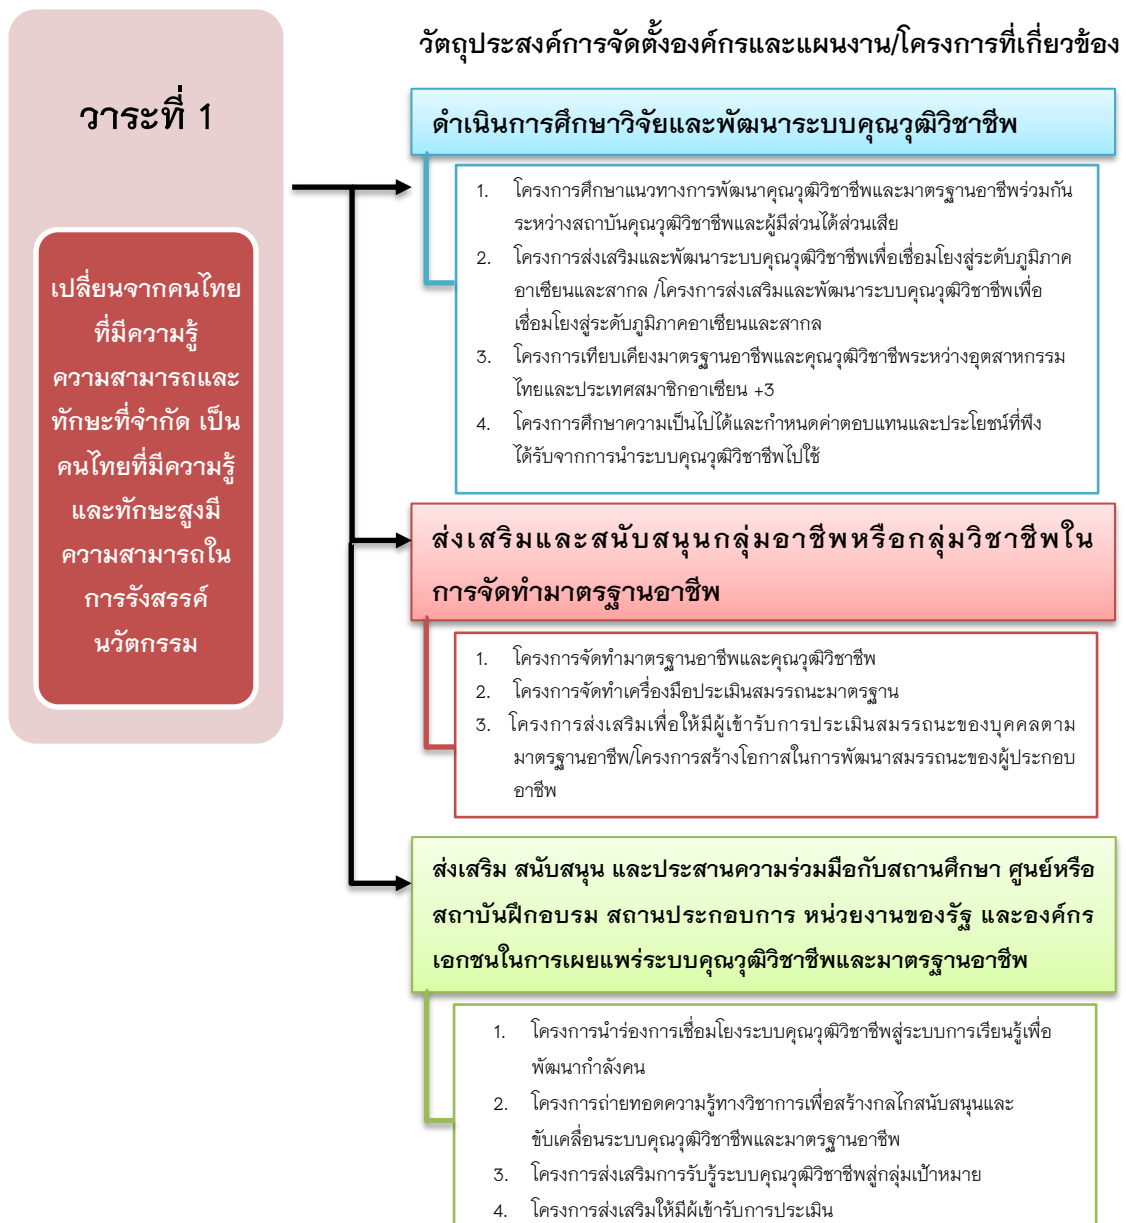 วัตถุประสงค์การจัดตั้งองค์กรและแผนงาน/โครงการที่เกี่ยวข้อง
วาระที่ 1
เปลี่ยนจากคนไทย
ที่มีความรู้
ความสามารถและ
ทักษะที่จำกัด เป็น
คนไทยที่มีความรู้
และทักษะสูงมี
ความสามารถใน
การรังสรรค์
นวัตกรรม
ดำเนินการศึกษาวิจัยและพัฒนาระบบคุณวุฒิวิชาชีพ
1. โครงการศึกษาแนวทางการพัฒนาคุณวุฒิวิชาชีพและมาตรฐานอาชีพร่วมกัน
ระหว่างสถาบันคุณวุฒิวิชาชีพและผู้มีส่วนได้ส่วนเสีย
2. โครงการส่งเสริมและพัฒนาระบบคุณวุฒิวิชาชีพเพื่อเชื่อมโยงสู่ระดับภูมิภาค
อาเซียนและสากล /โครงการส่งเสริมและพัฒนาระบบคุณวุฒิวิชาชีพเพื่อ
เชื่อมโยงสู่ระดับภูมิภาคอาเซียนและสากล
3. โครงการเทียบเคียงมาตรฐานอาชีพและคุณวุฒิวิชาชีพระหว่างอุตสาหกรรม
ไทยและประเทศสมาชิกอาเซียน +3
4. โครงการศึกษาความเป็นไปได้และกำหนดค่าตอบแทนและประโยชน์ที่พึง
ได้รับจากการนำระบบคุณวุฒิวิชาชีพไปใช้
ส่งเสริมและสนับสนุนกลุ่มอาชีพหรือกลุ่มวิชาชีพใน
การจัดทำมาตรฐานอาชีพ
1. โครงการจัดทำมาตรฐานอาชีพและคุณวุฒิวิชาชีพ
2. โครงการจัดทำเครื่องมือประเมินสมรรถนะมาตรฐาน
3. โครงการส่งเสริมเพื่อให้มีผู้เข้ารับการประเมินสมรรถนะของบุคคลตาม
มาตรฐานอาชีพ/โครงการสร้างโอกาสในการพัฒนาสมรรถนะของผู้ประกอบ
อาชีพ
ส่งเสริม สนับสนุน และประสานความร่วมมือกับสถานศึกษา ศูนย์หรือ
สถาบันฝึกอบรม สถานประกอบการ หน่วยงานของรัฐ และองค์กร
เอกชนในการเผยแพร่ระบบคุณวุฒิวิชาชีพและมาตรฐานอาชีพ
1. โครงการนำร่องการเชื่อมโยงระบบคุณวุฒิวิชาชีพสู่ระบบการเรียนรู้เพื่อ
พัฒนากำลังคน
2. โครงการถ่ายทอดความรู้ทางวิชาการเพื่อสร้างกลไกสนับสนุนและ
ขับเคลื่อนระบบคุณวุฒิวิชาชีพและมาตรฐานอาชีพ
3. โครงการส่งเสริมการรับรู้ระบบคุณวุฒิวิชาชีพสู่กลุ่มเป้าหมาย
4. โครงการส่งเสริมให้มีผู้เข้ารับการประเมิน